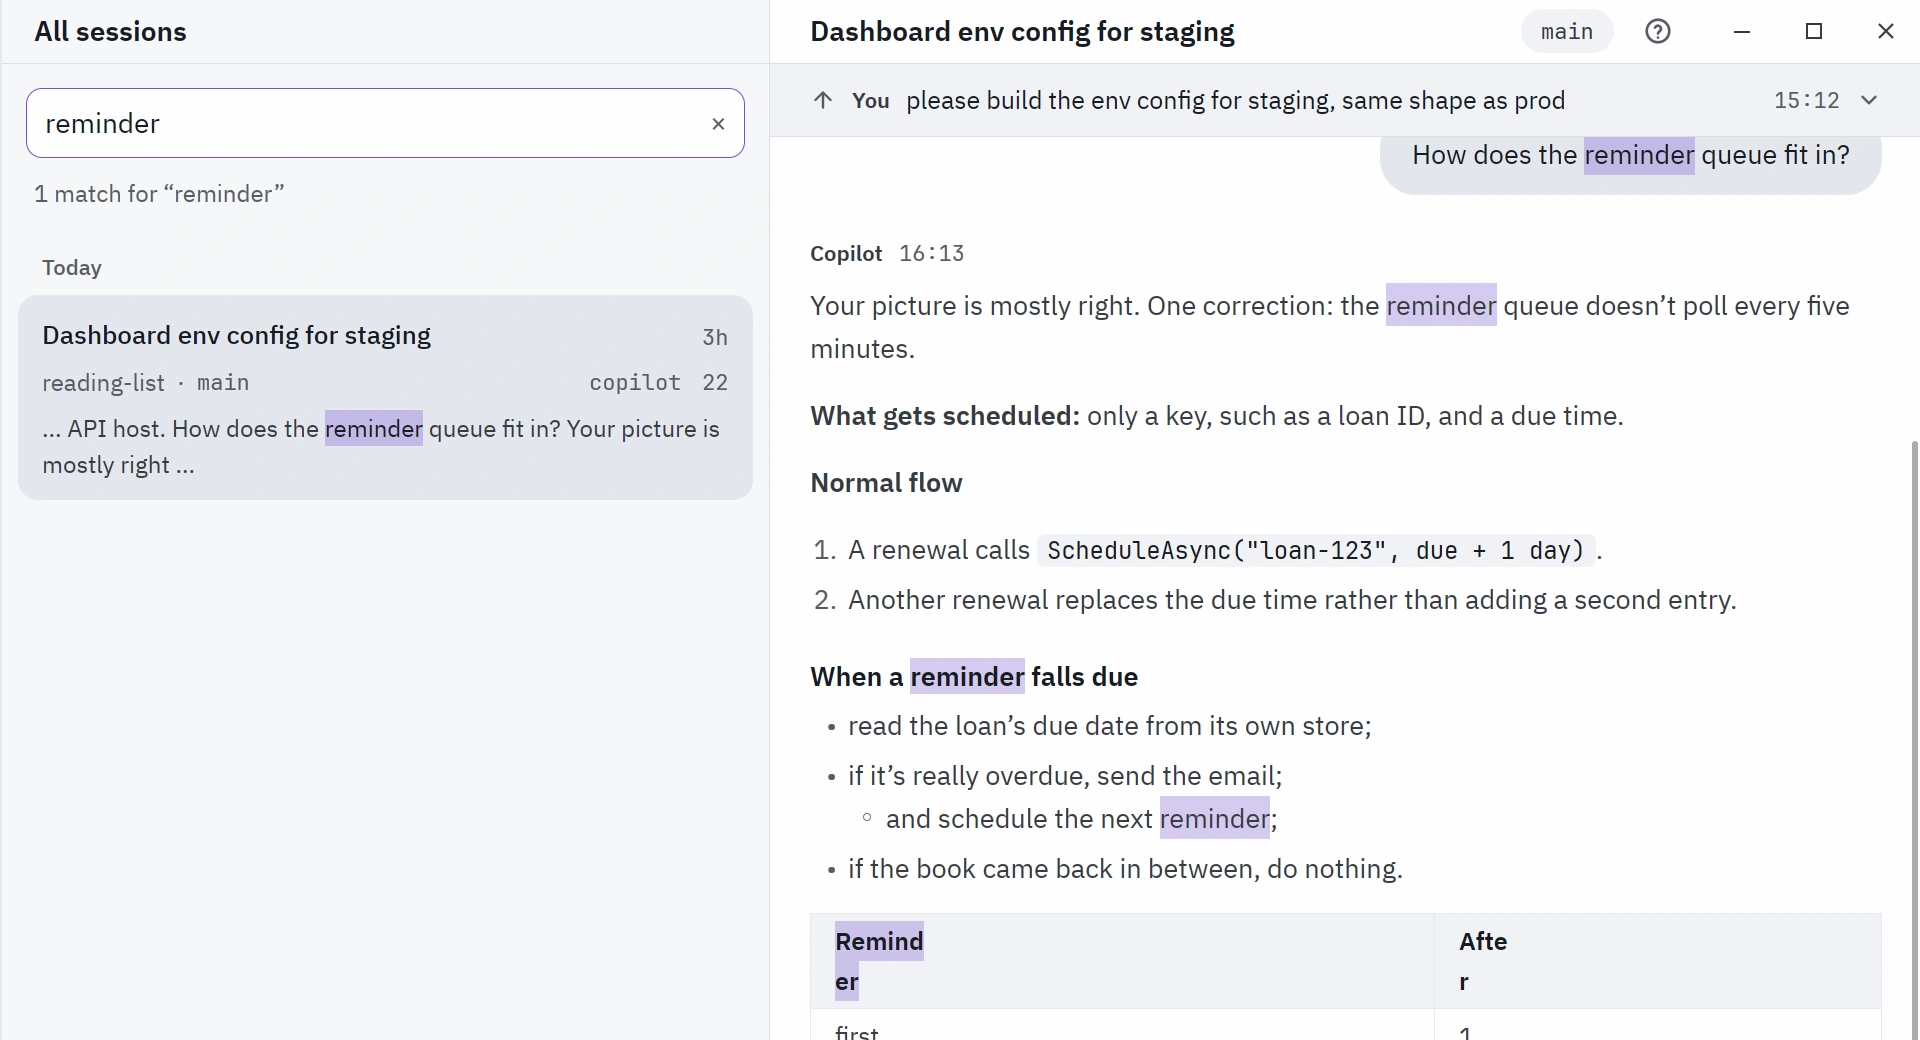 All sessions
reminder
1 match for “reminder”
Today
Dashboard env config for staging 3h
reading-list · main copilot 22
... API host. How does the reminder queue fit in? Your picture is
mostly right ...
Dashboard env config for staging main
You please build the env config for staging, same shape as prod 15:12
How does the reminder queue fit in?
Copilot 16:13
Your picture is mostly right. One correction: the reminder queue doesn’t poll every five
minutes.
What gets scheduled: only a key, such as a loan ID, and a due time.
Normal flow
1. A renewal calls ScheduleAsync("loan-123", due + 1 day).
2. Another renewal replaces the due time rather than adding a second entry.
When a reminder falls due
• read the loan’s due date from its own store;
• if it’s really overdue, send the email;
◦ and schedule the next reminder;
• if the book came back in between, do nothing.
Remind Afte
er r
first 1